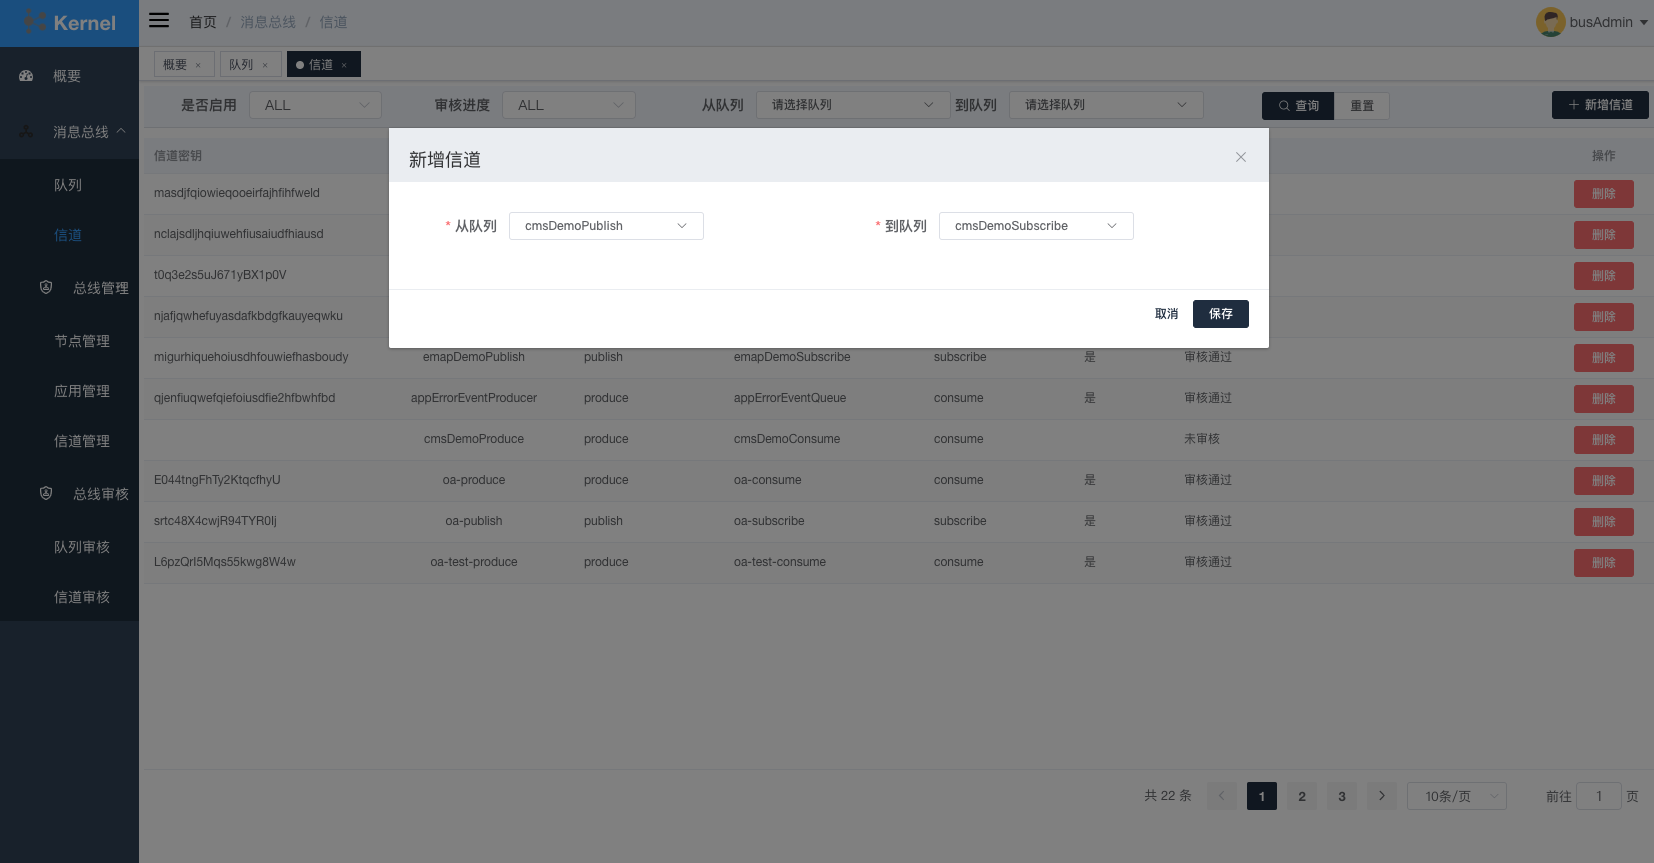 Kernel
首页 / 消息总线 / 信道
busAdmin
概要 ×
队列 ×
信道 ×
概要
消息总线
队列
信道
总线管理
节点管理
应用管理
信道管理
总线审核
队列审核
信道审核
是否启用 ALL 审核进度 ALL 从队列 请选择队列 到队列 请选择队列 查询 重置 新增信道
信道密钥 操作
masdjfqiowieqooeirfajhfihfweld 删除
nclajsdljhqiuwehfiusaiudfhiausd 删除
t0q3e2s5uJ671yBX1p0V 删除
njafjqwhefuyasdafkbdgfkauyeqwku 删除
migurhiquehoiusdhfouwiefhasboudy emapDemoPublish publish emapDemoSubscribe subscribe 是 审核通过 删除
qjenfiuqwefqiefoiusdfie2hfbwhfbd appErrorEventProducer produce appErrorEventQueue consume 是 审核通过 删除
cmsDemoProduce produce cmsDemoConsume consume 未审核 删除
E044tngFhTy2KtqcfhyU oa-produce produce oa-consume consume 是 审核通过 删除
srtc48X4cwjR94TYR0Ij oa-publish publish oa-subscribe subscribe 是 审核通过 删除
L6pzQrI5Mqs55kwg8W4w oa-test-produce produce oa-test-consume consume 是 审核通过 删除
新增信道
* 从队列 cmsDemoPublish * 到队列 cmsDemoSubscribe
取消 保存
共 22 条 1 2 3 10条/页 前往 1 页